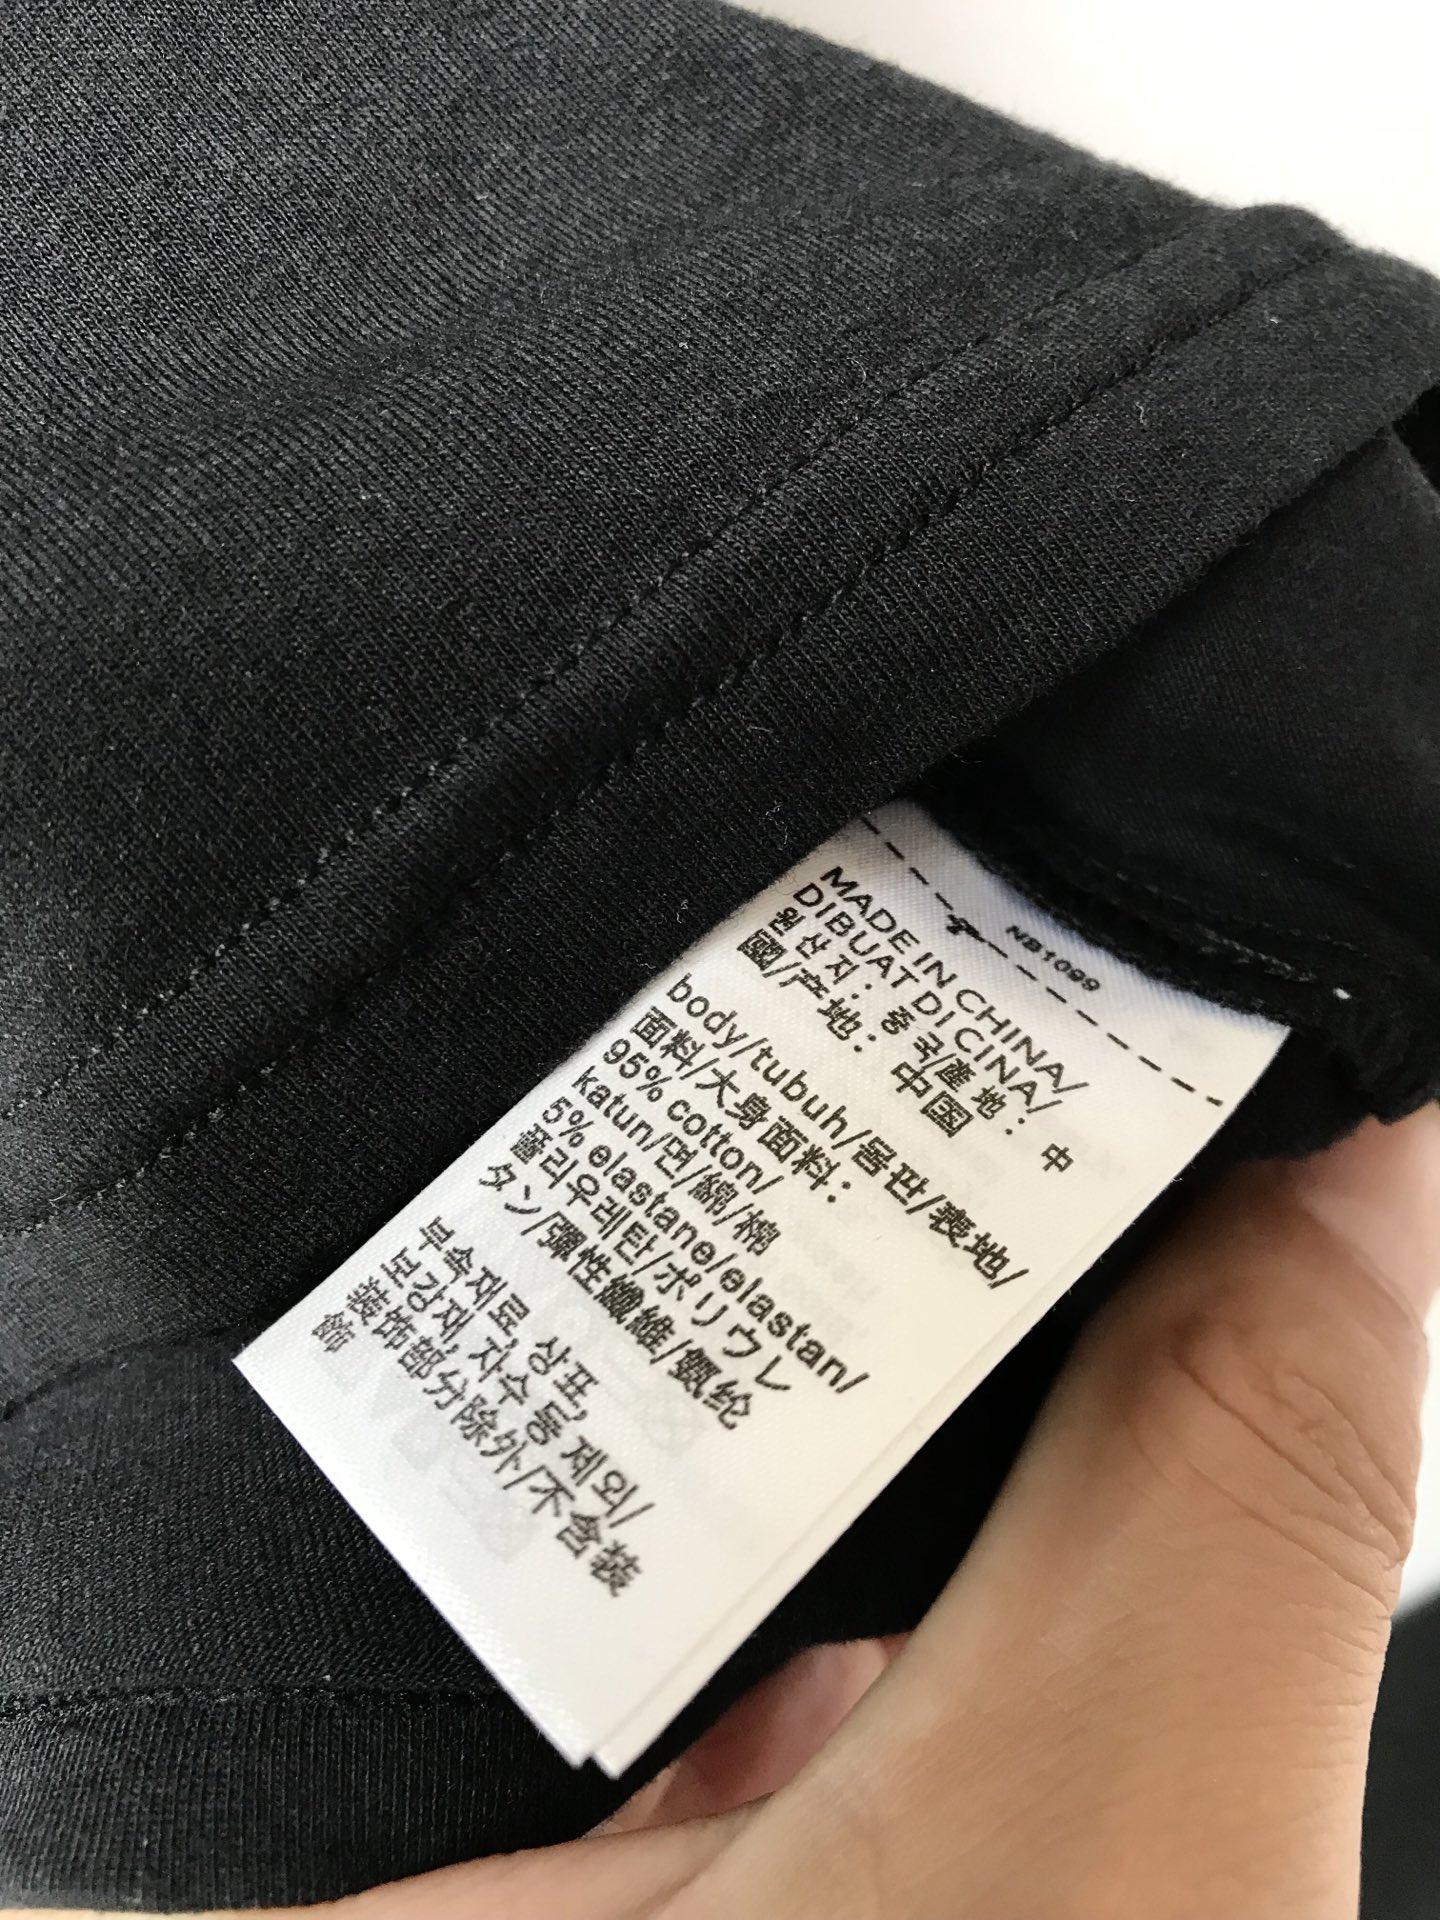 NB1099
MADE IN CHINA/
DIBUAT DI CINA/
원산지: 중국/產地: 中
國/产地: 中国
body/tubuh/몸판/表地/
面料/大身面料:
95% cotton/
katun/면/綿/棉
5% elastane/elastan/
폴리우레탄/ポリウレ
タン/彈性纖維/氨纶
부속재료, 상표,
보강재, 자수 등 제외/
装饰部分除外/不含装
飾